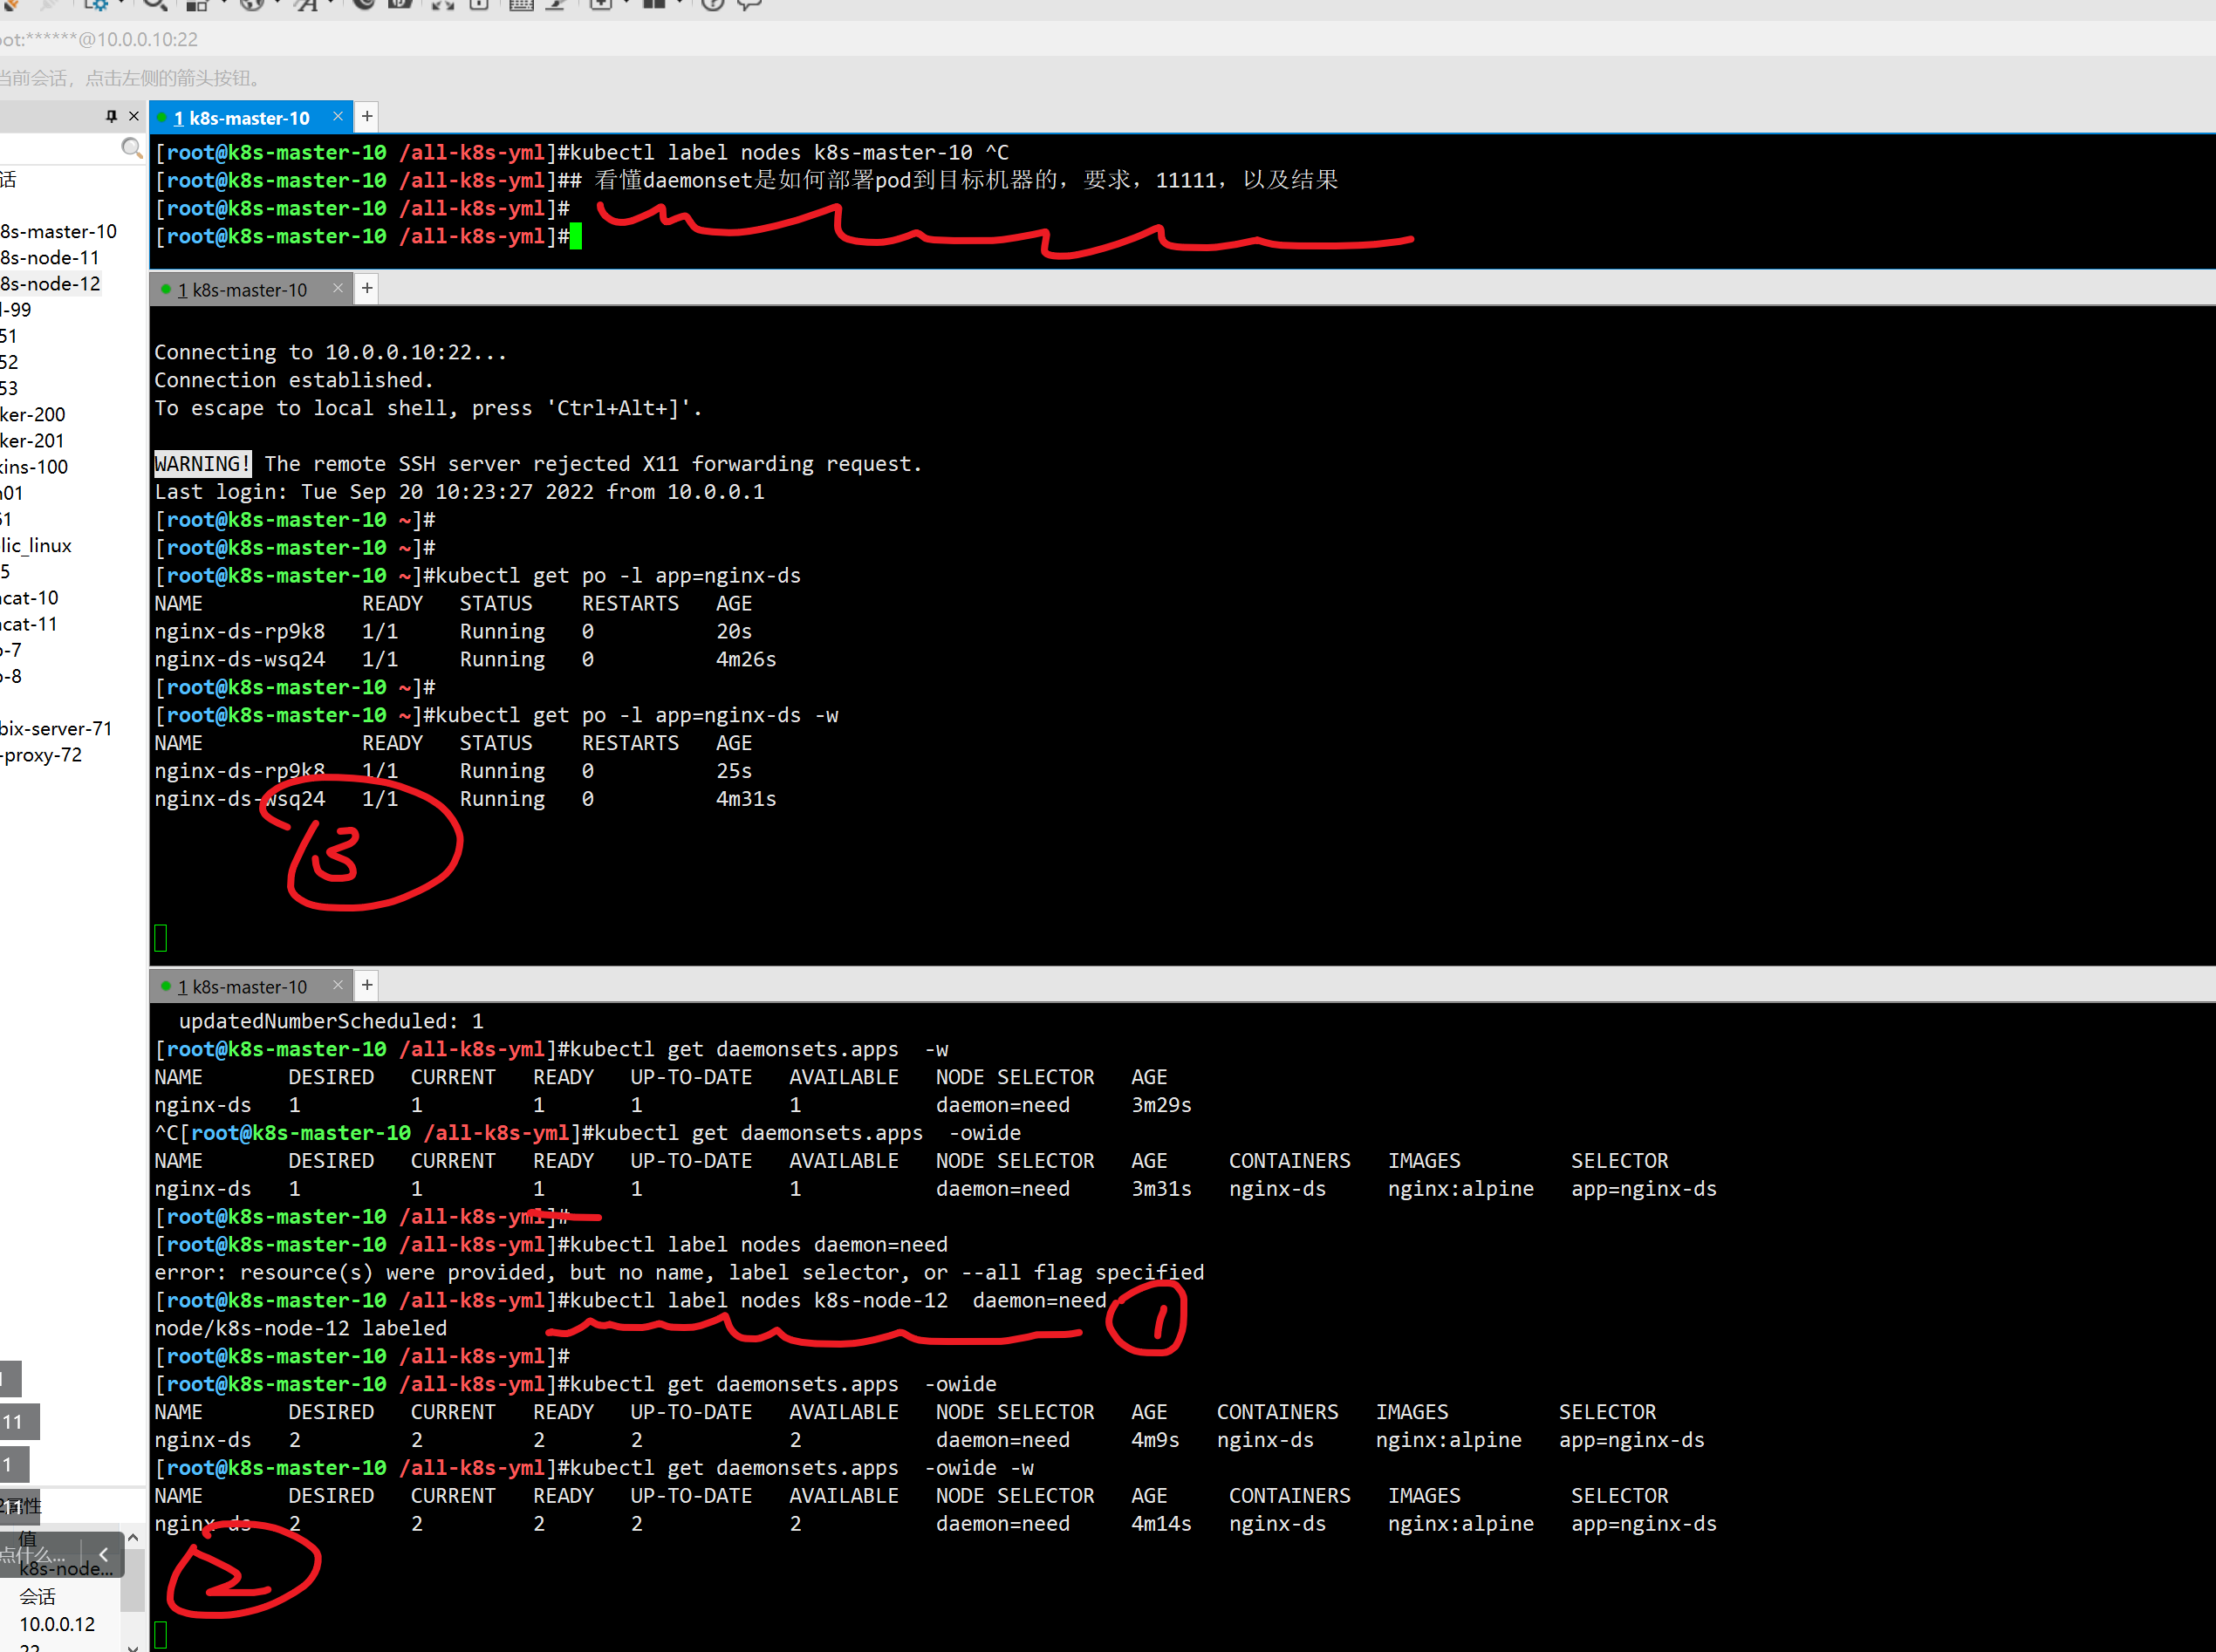 oot:******@10.0.0.10:22
当前会话，点击左侧的箭头按钮。
话
8s-master-10
8s-node-11
8s-node-12
l-99
51
52
53
ker-200
ker-201
kins-100
n01
61
lic_linux
5
ncat-10
ncat-11
o-7
o-8
bix-server-71
-proxy-72
11
1
11
属性
值
点什么...
k8s-node...
会话
10.0.0.12
22
1 k8s-master-10
[root@k8s-master-10 /all-k8s-yml]#kubectl label nodes k8s-master-10 ^C
[root@k8s-master-10 /all-k8s-yml]## 看懂daemonset是如何部署pod到目标机器的，要求，11111，以及结果
[root@k8s-master-10 /all-k8s-yml]#
[root@k8s-master-10 /all-k8s-yml]#
1 k8s-master-10
Connecting to 10.0.0.10:22...
Connection established.
To escape to local shell, press 'Ctrl+Alt+]'.
WARNING! The remote SSH server rejected X11 forwarding request.
Last login: Tue Sep 20 10:23:27 2022 from 10.0.0.1
[root@k8s-master-10 ~]#
[root@k8s-master-10 ~]#
[root@k8s-master-10 ~]#kubectl get po -l app=nginx-ds
NAME READY STATUS RESTARTS AGE
nginx-ds-rp9k8 1/1 Running 0 20s
nginx-ds-wsq24 1/1 Running 0 4m26s
[root@k8s-master-10 ~]#
[root@k8s-master-10 ~]#kubectl get po -l app=nginx-ds -w
NAME READY STATUS RESTARTS AGE
nginx-ds-rp9k8 1/1 Running 0 25s
nginx-ds-wsq24 1/1 Running 0 4m31s
3
1 k8s-master-10
updatedNumberScheduled: 1
[root@k8s-master-10 /all-k8s-yml]#kubectl get daemonsets.apps -w
NAME DESIRED CURRENT READY UP-TO-DATE AVAILABLE NODE SELECTOR AGE
nginx-ds 1 1 1 1 1 daemon=need 3m29s
^C[root@k8s-master-10 /all-k8s-yml]#kubectl get daemonsets.apps -owide
NAME DESIRED CURRENT READY UP-TO-DATE AVAILABLE NODE SELECTOR AGE CONTAINERS IMAGES SELECTOR
nginx-ds 1 1 1 1 1 daemon=need 3m31s nginx-ds nginx:alpine app=nginx-ds
[root@k8s-master-10 /all-k8s-yml]#
[root@k8s-master-10 /all-k8s-yml]#kubectl label nodes daemon=need
error: resource(s) were provided, but no name, label selector, or --all flag specified
[root@k8s-master-10 /all-k8s-yml]#kubectl label nodes k8s-node-12 daemon=need
1
node/k8s-node-12 labeled
[root@k8s-master-10 /all-k8s-yml]#
[root@k8s-master-10 /all-k8s-yml]#kubectl get daemonsets.apps -owide
NAME DESIRED CURRENT READY UP-TO-DATE AVAILABLE NODE SELECTOR AGE CONTAINERS IMAGES SELECTOR
nginx-ds 2 2 2 2 2 daemon=need 4m9s nginx-ds nginx:alpine app=nginx-ds
[root@k8s-master-10 /all-k8s-yml]#kubectl get daemonsets.apps -owide -w
NAME DESIRED CURRENT READY UP-TO-DATE AVAILABLE NODE SELECTOR AGE CONTAINERS IMAGES SELECTOR
nginx-ds 2 2 2 2 2 daemon=need 4m14s nginx-ds nginx:alpine app=nginx-ds
2